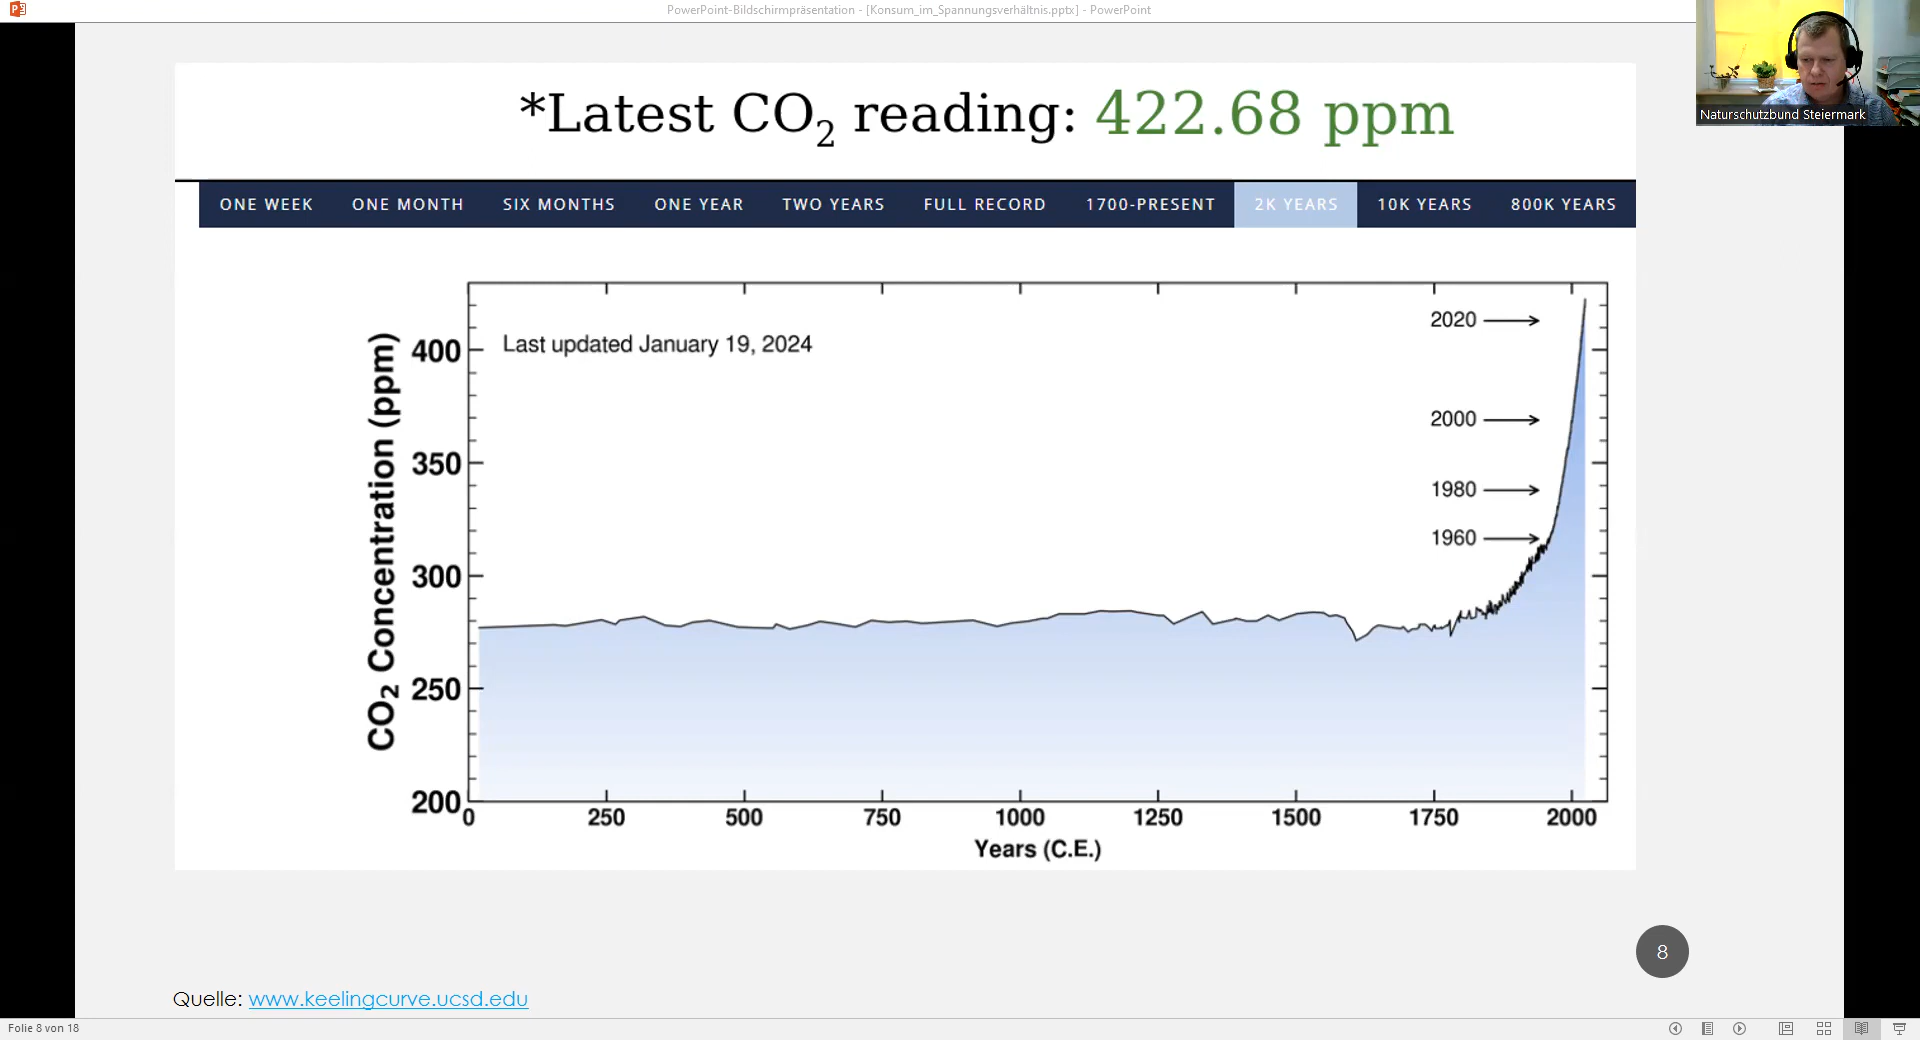 PowerPoint-Bildschirmpräsentation - [Konsum_im_Spannungsverhältnis.pptx] - PowerPoint
Naturschutzbund Steiermark
*Latest CO₂ reading: 422.68 ppm
ONE WEEK ONE MONTH SIX MONTHS ONE YEAR TWO YEARS FULL RECORD 1700-PRESENT 2K YEARS 10K YEARS 800K YEARS
Last updated January 19, 2024
CO₂ Concentration (ppm)
400
350
300
250
200
2020
2000
1980
1960
0 250 500 750 1000 1250 1500 1750 2000
Years (C.E.)
8
Quelle: www.keelingcurve.ucsd.edu
Folie 8 von 18